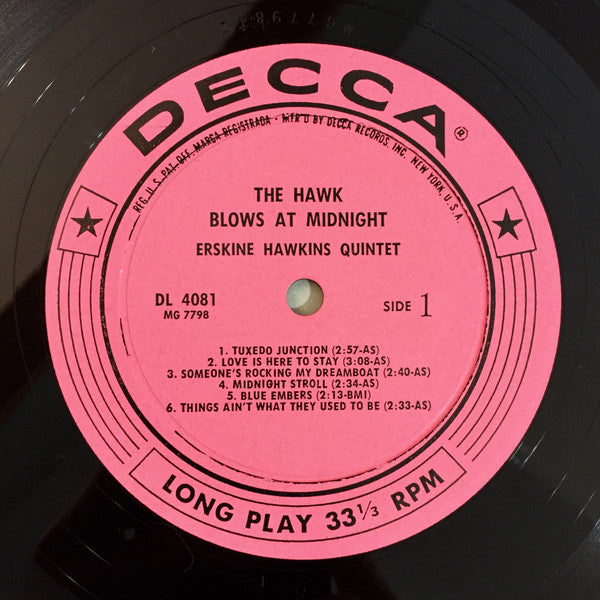 DECCA®
REG. U.S. PAT. OFF. MARCA REGISTRADA • MFR'D BY DECCA RECORDS, INC., NEW YORK, U.S.A.
THE HAWK
BLOWS AT MIDNIGHT
ERSKINE HAWKINS QUINTET
DL 4081
MG 7798
SIDE 1
1. TUXEDO JUNCTION (2:57-AS)
2. LOVE IS HERE TO STAY (3:08-AS)
3. SOMEONE'S ROCKING MY DREAMBOAT (2:40-AS)
4. MIDNIGHT STROLL (2:34-AS)
5. BLUE EMBERS (2:13-BMI)
6. THINGS AIN'T WHAT THEY USED TO BE (2:33-AS)
LONG PLAY 33⅓ RPM